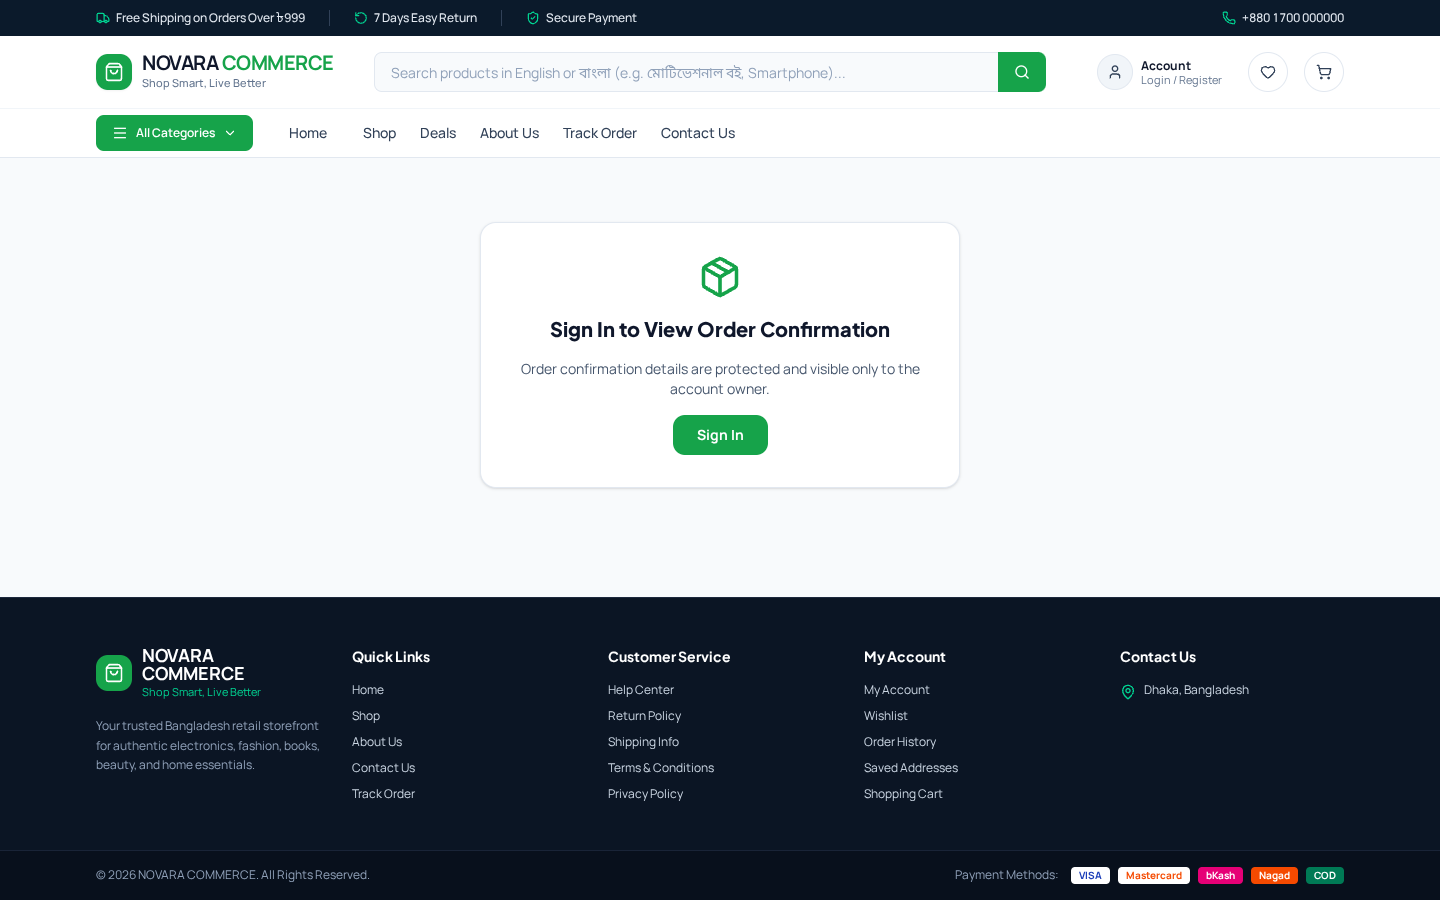 Free Shipping on Orders Over ৳999
7 Days Easy Return
Secure Payment
+880 1700 000000
NOVARA COMMERCE
Shop Smart, Live Better
Search products in English or বাংলা (e.g. মোটিভেশনাল বই, Smartphone)...
Account
Login / Register
All Categories
Home
Shop
Deals
About Us
Track Order
Contact Us
Sign In to View Order Confirmation
Order confirmation details are protected and visible only to the
account owner.
Sign In
NOVARA
COMMERCE
Shop Smart, Live Better
Your trusted Bangladesh retail storefront
for authentic electronics, fashion, books,
beauty, and home essentials.
Quick Links
Home
Shop
About Us
Contact Us
Track Order
Customer Service
Help Center
Return Policy
Shipping Info
Terms & Conditions
Privacy Policy
My Account
My Account
Wishlist
Order History
Saved Addresses
Shopping Cart
Contact Us
Dhaka, Bangladesh
© 2026 NOVARA COMMERCE. All Rights Reserved.
Payment Methods:
VISA
Mastercard
bKash
Nagad
COD